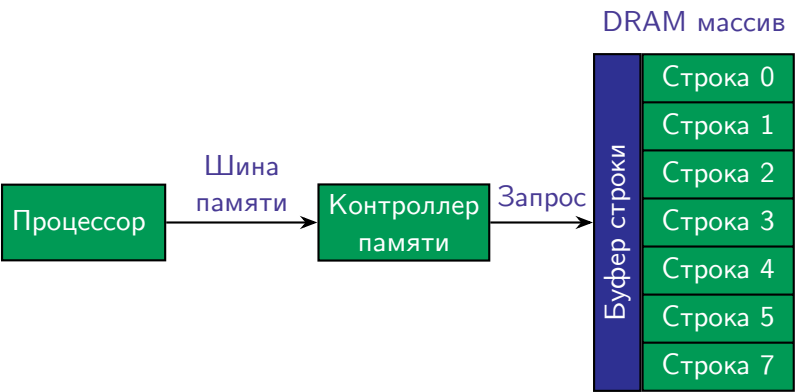 DRAM массив
Процессор
Шина
памяти
Контроллер
памяти
Запрос
Буфер строки
Строка 0
Строка 1
Строка 2
Строка 3
Строка 4
Строка 5
Строка 7